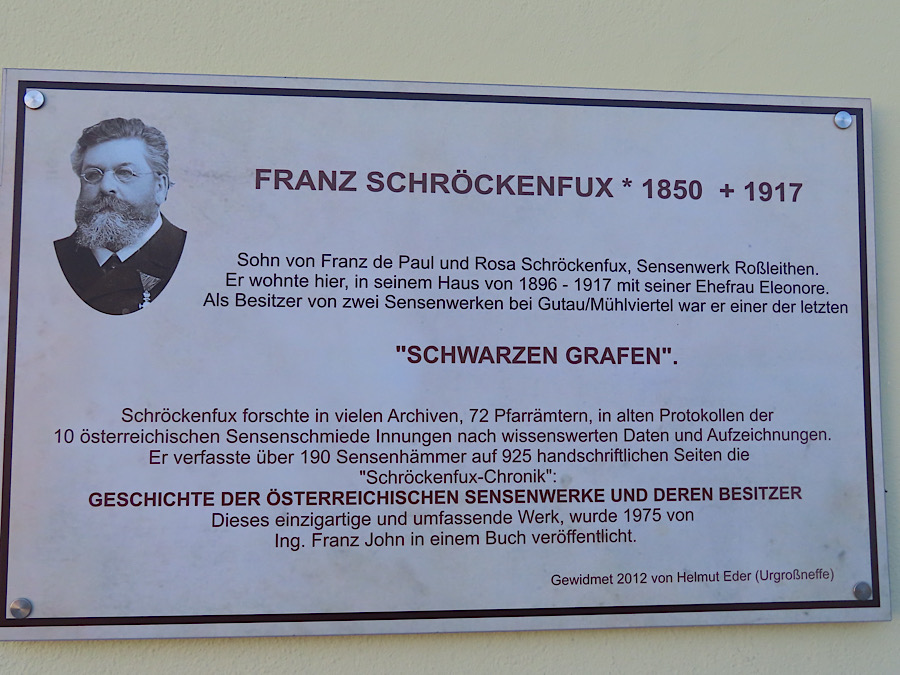 FRANZ SCHRÖCKENFUX * 1850 + 1917
Sohn von Franz de Paul und Rosa Schröckenfux, Sensenwerk Roßleithen.
Er wohnte hier, in seinem Haus von 1896 - 1917 mit seiner Ehefrau Eleonore.
Als Besitzer von zwei Sensenwerken bei Gutau/Mühlviertel war er einer der letzten
"SCHWARZEN GRAFEN".
Schröckenfux forschte in vielen Archiven, 72 Pfarrämtern, in alten Protokollen der
10 österreichischen Sensenschmiede Innungen nach wissenswerten Daten und Aufzeichnungen.
Er verfasste über 190 Sensenhämmer auf 925 handschriftlichen Seiten die
"Schröckenfux-Chronik":
GESCHICHTE DER ÖSTERREICHISCHEN SENSENWERKE UND DEREN BESITZER
Dieses einzigartige und umfassende Werk, wurde 1975 von
Ing. Franz John in einem Buch veröffentlicht.
Gewidmet 2012 von Helmut Eder (Urgroßneffe)